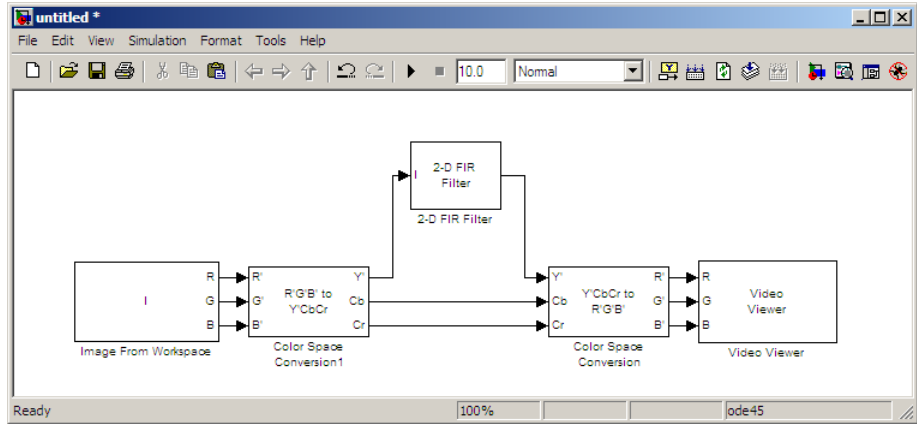 untitled *
File Edit View Simulation Format Tools Help
10.0 Normal
2-D FIR
Filter
I
2-D FIR Filter
I
R
G
B
Image From Workspace
R'
G'
B'
R'G'B' to
Y'CbCr
Y'
Cb
Cr
Color Space
Conversion1
Y'
Cb
Cr
Y'CbCr to
R'G'B'
R'
G'
B'
Color Space
Conversion
R
G
B
Video
Viewer
Video Viewer
Ready 100% ode45